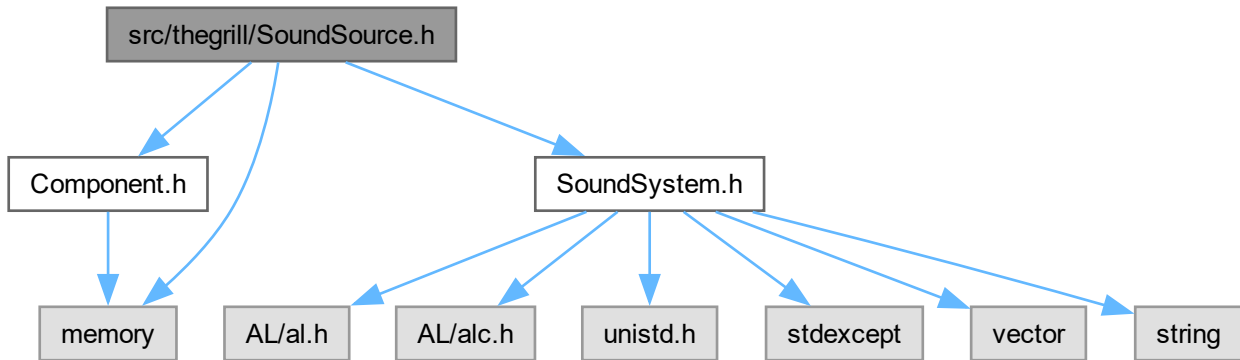 src/thegrill/SoundSource.h
Component.h
SoundSystem.h
memory
AL/al.h
AL/alc.h
unistd.h
stdexcept
vector
string